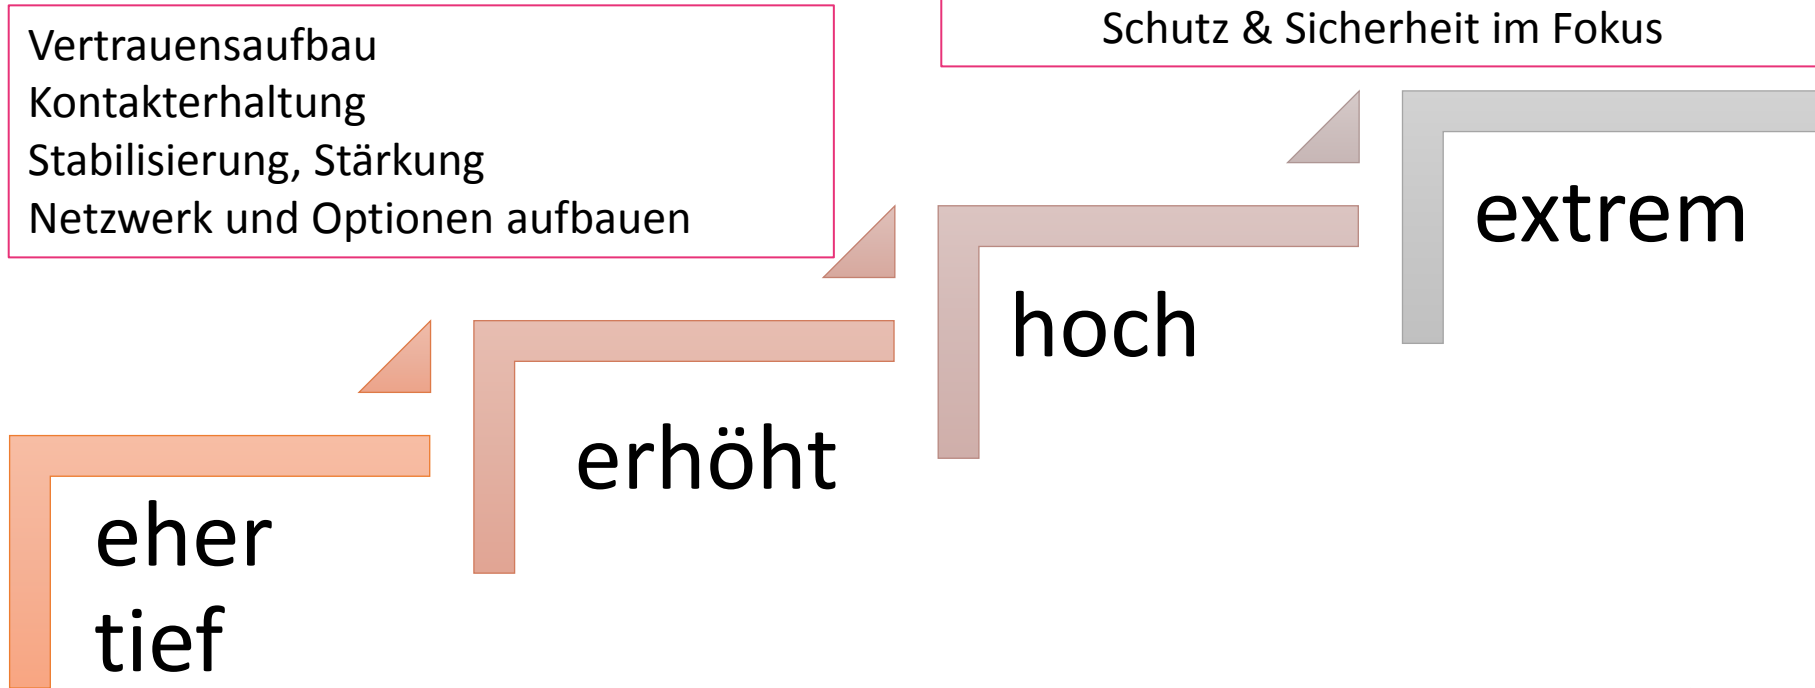 Vertrauensaufbau
Kontakterhaltung
Stabilisierung, Stärkung
Netzwerk und Optionen aufbauen
Schutz & Sicherheit im Fokus
eher
tief
erhöht
hoch
extrem